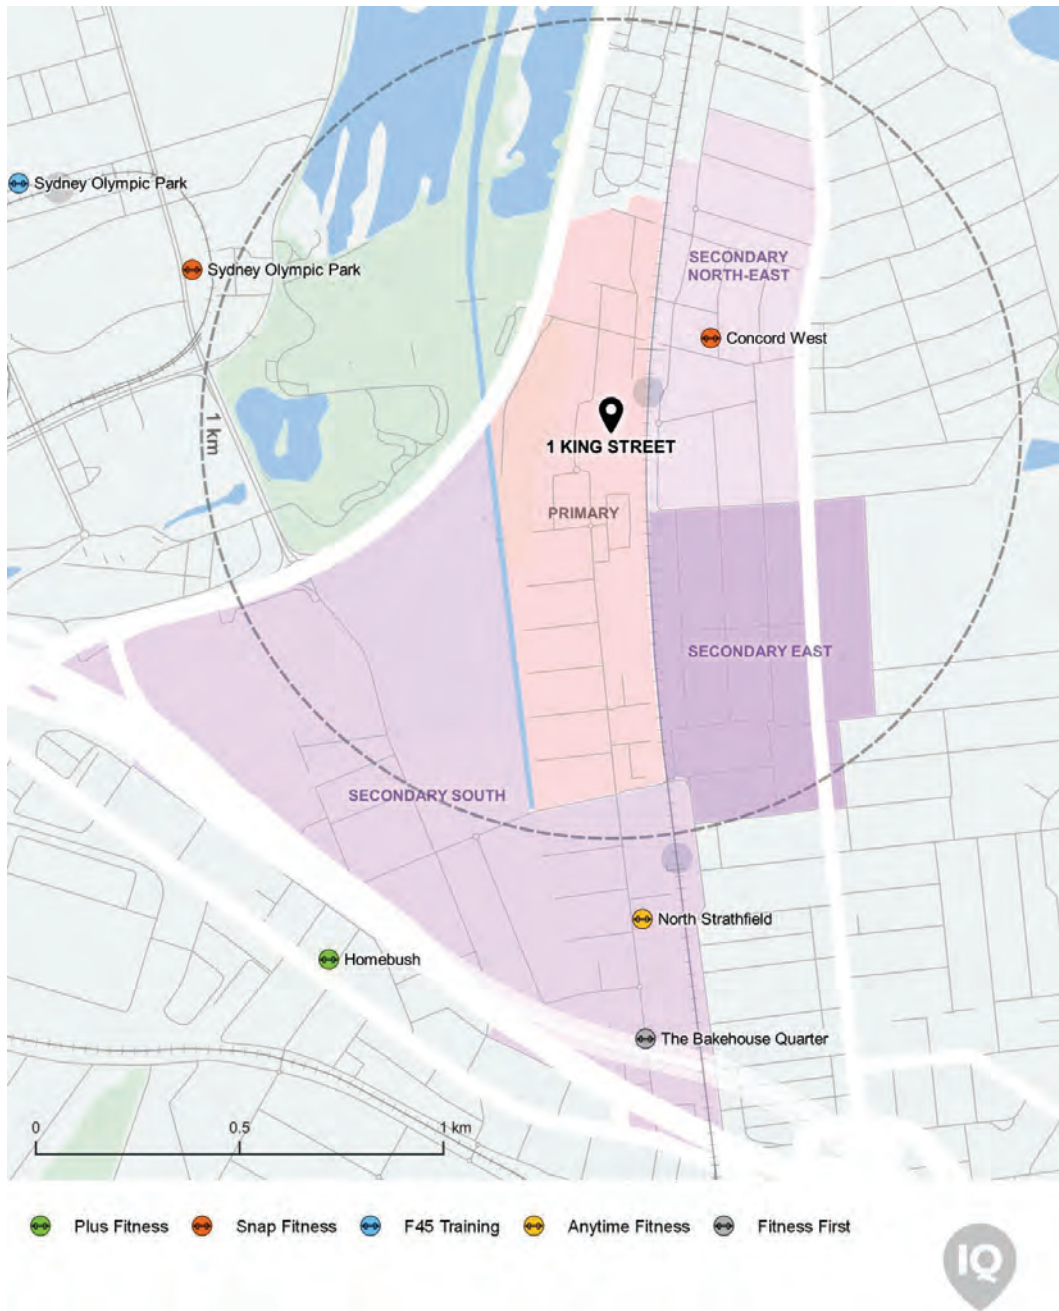 Sydney Olympic Park
Sydney Olympic Park
SECONDARY
NORTH-EAST
Concord West
1 km
1 KING STREET
PRIMARY
SECONDARY EAST
SECONDARY SOUTH
North Strathfield
Homebush
The Bakehouse Quarter
0 0.5 1 km
Plus Fitness Snap Fitness F45 Training Anytime Fitness Fitness First
IQ